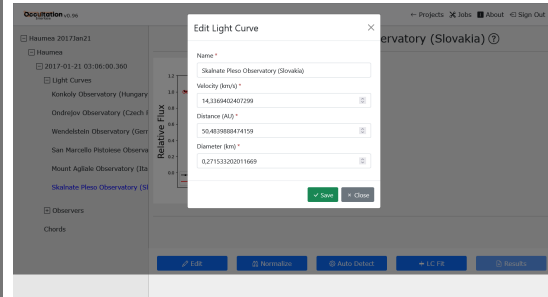 Occultation v0.96
← Projects Jobs About Sign Out
Haumea 2017Jan21
Haumea
2017-01-21 03:06:00.360
Light Curves
Konkoly Observatory (Hungary
Ondrejov Observatory (Czech
Wendelstein Observatory (Ger
San Marcello Pistoiese Observa
Mount Agliale Observatory (Ita
Skalnate Pleso Observatory (Sl
Observers
Chords
ervatory (Slovakia)
Relative Flux
1.2
1.0
0.8
0.6
0.4
0.2
0.0
Edit Light Curve
Name *
Skalnate Pleso Observatory (Slovakia)
Velocity (km/s) *
14,3369402407299
Distance (AU) *
50,4839888474159
Diameter (km) *
0,271533202011669
Save
× Close
Edit
Normalize
Auto Detect
LC Fit
Results